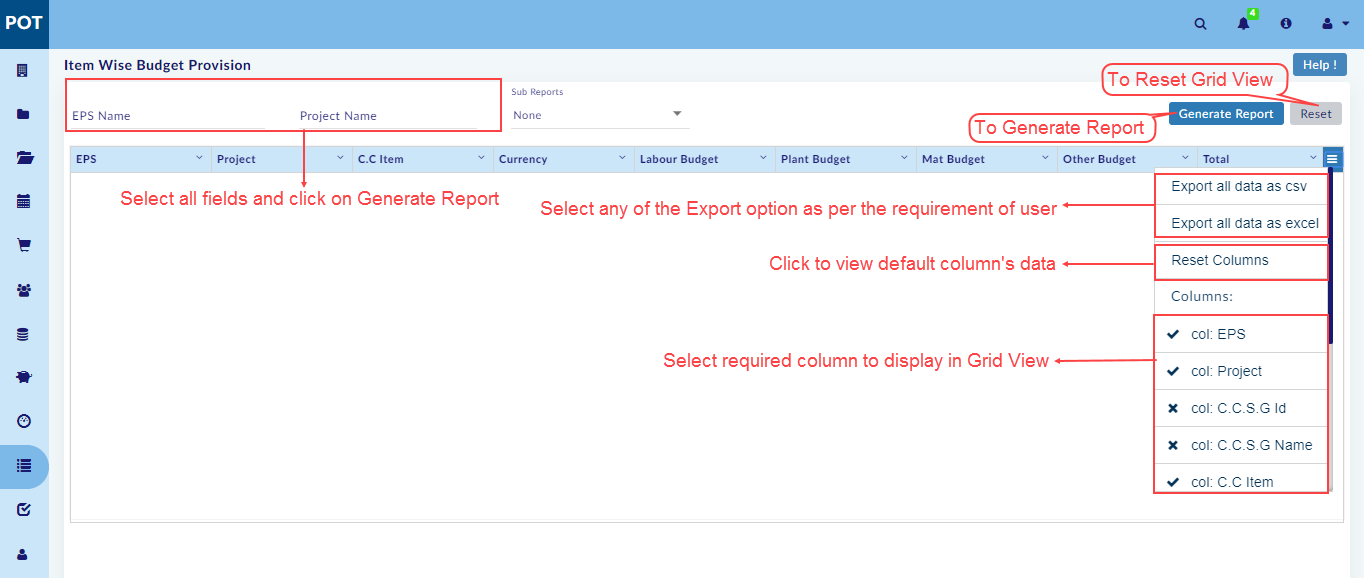 POT
4
Item Wise Budget Provision
Help !
To Reset Grid View
Sub Reports
EPS Name
Project Name
None
Generate Report
Reset
To Generate Report
EPS
Project
C.C Item
Currency
Labour Budget
Plant Budget
Mat Budget
Other Budget
Total
Select all fields and click on Generate Report
Export all data as csv
Select any of the Export option as per the requirement of user
Export all data as excel
Click to view default column's data
Reset Columns
Columns:
col: EPS
Select required column to display in Grid View
col: Project
col: C.C.S.G Id
col: C.C.S.G Name
col: C.C Item